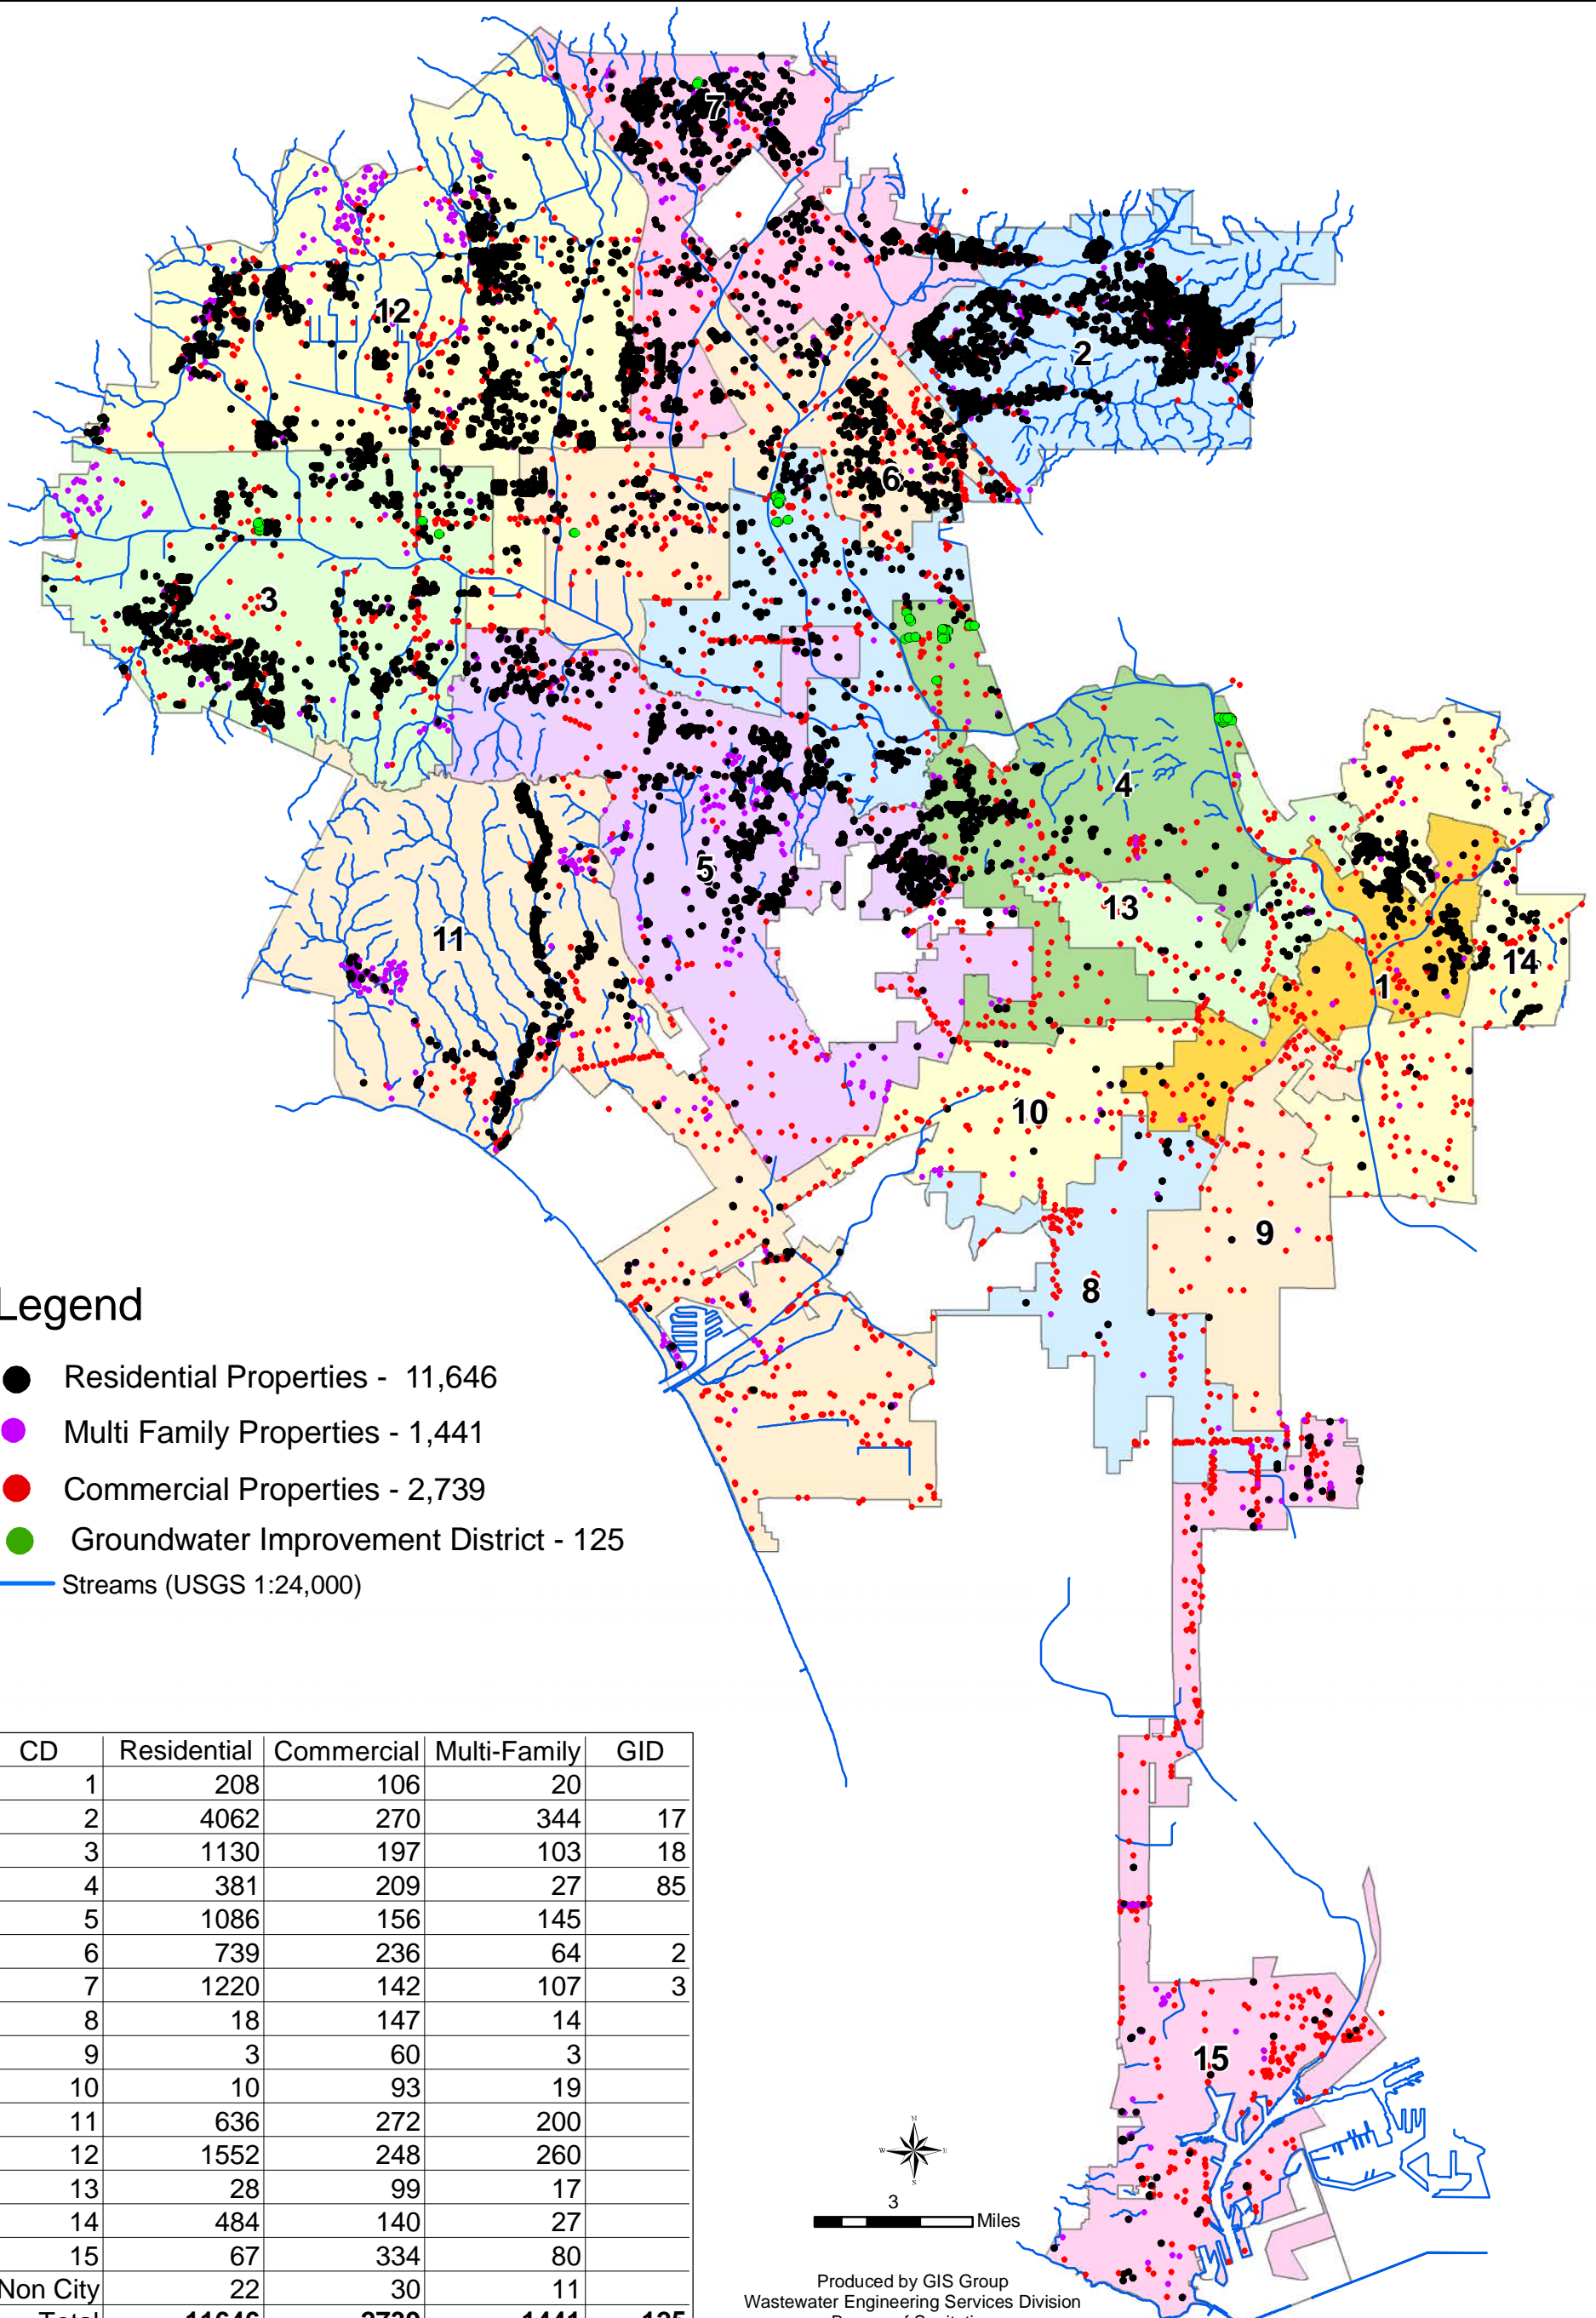 7
12
2
6
3
4
5
13
11
14
1
10
9
8
Legend
Residential Properties - 11,646
Multi Family Properties - 1,441
Commercial Properties - 2,739
Groundwater Improvement District - 125
Streams (USGS 1:24,000)
CD Residential Commercial Multi-Family GID
1 208 106 20
2 4062 270 344 17
3 1130 197 103 18
4 381 209 27 85
5 1086 156 145
6 739 236 64 2
7 1220 142 107 3
8 18 147 14
9 3 60 3
10 10 93 19
11 636 272 200
12 1552 248 260
13 28 99 17
14 484 140 27
15 67 334 80
Non City 22 30 11
Total 11646 2739 1441 125
15
N
W E
S
3
Miles
Produced by GIS Group
Wastewater Engineering Services Division